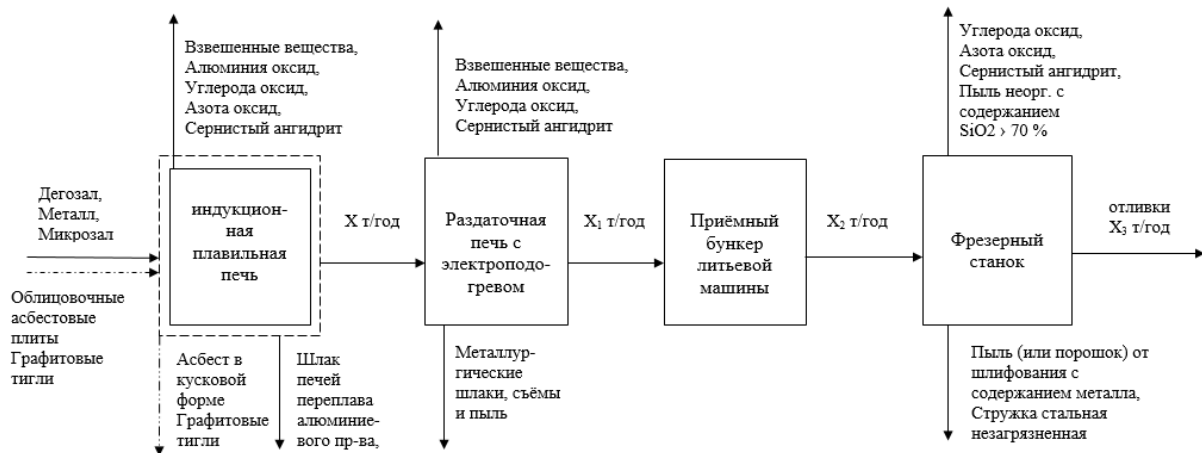 Взвешенные вещества,
Алюминия оксид,
Углерода оксид,
Азота оксид,
Сернистый ангидрит
Взвешенные вещества,
Алюминия оксид,
Углерода оксид,
Сернистый ангидрит
Углерода оксид,
Азота оксид,
Сернистый ангидрит,
Пыль неорг. с
содержанием
SiO2 › 70 %
Дегозал,
Металл,
Микрозал
индукцион-
ная
плавильная
печь
X т/год
Раздаточная
печь с
электроподо-
гревом
X₁ т/год
Приёмный
бункер
литьевой
машины
X₂ т/год
Фрезерный
станок
отливки
X₃ т/год
Облицовочные
асбестовые
плиты
Графитовые
тигли
Асбест в
кусковой
форме
Графитовые
тигли
Шлак
печей
переплава
алюминие-
вого пр-ва,
Металлур-
гические
шлаки, съёмы
и пыль
Пыль (или порошок) от
шлифования с
содержанием металла,
Стружка стальная
незагрязненная